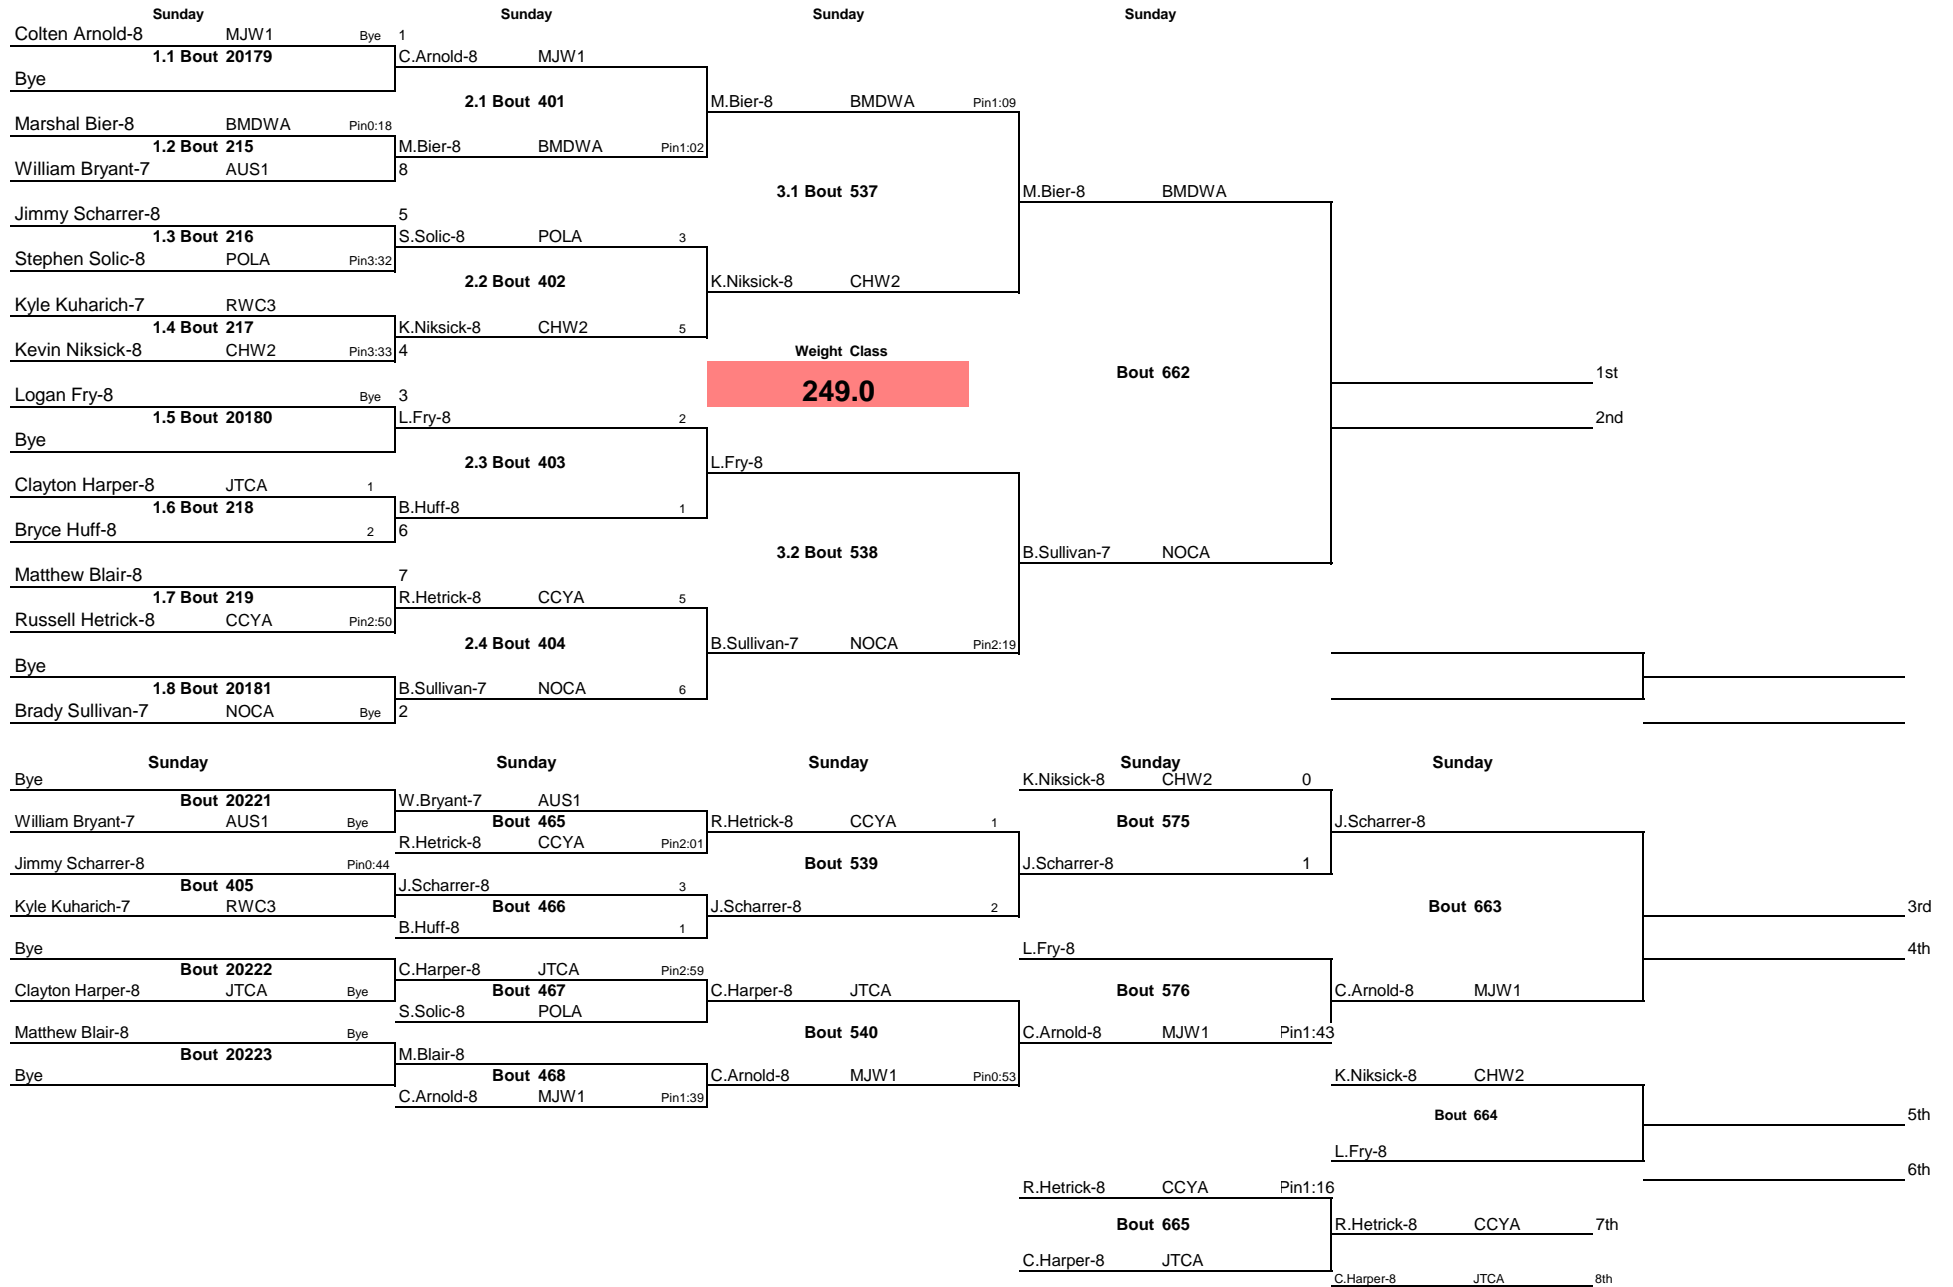 Sunday Sunday Sunday Sunday
Colten Arnold-8 MJW1 Bye 1
1.1 Bout 20179 C.Arnold-8 MJW1
Bye
2.1 Bout 401 M.Bier-8 BMDWA Pin1:09
Marshal Bier-8 BMDWA Pin0:18
1.2 Bout 215 M.Bier-8 BMDWA Pin1:02
William Bryant-7 AUS1 8
3.1 Bout 537 M.Bier-8 BMDWA
Jimmy Scharrer-8 5
1.3 Bout 216 S.Solic-8 POLA 3
Stephen Solic-8 POLA Pin3:32
2.2 Bout 402 K.Niksick-8 CHW2
Kyle Kuharich-7 RWC3
1.4 Bout 217 K.Niksick-8 CHW2 5
Kevin Niksick-8 CHW2 Pin3:33 4
Weight Class
Bout 662 1st
249.0
Logan Fry-8 Bye 3
1.5 Bout 20180 L.Fry-8 2 2nd
Bye
2.3 Bout 403 L.Fry-8
Clayton Harper-8 JTCA 1
1.6 Bout 218 B.Huff-8 1
Bryce Huff-8 2 6
3.2 Bout 538 B.Sullivan-7 NOCA
Matthew Blair-8 7
1.7 Bout 219 R.Hetrick-8 CCYA 5
Russell Hetrick-8 CCYA Pin2:50
2.4 Bout 404 B.Sullivan-7 NOCA Pin2:19
Bye
1.8 Bout 20181 B.Sullivan-7 NOCA 6
Brady Sullivan-7 NOCA Bye 2
Sunday Sunday Sunday Sunday Sunday
Bye K.Niksick-8 CHW2 0
Bout 20221 W.Bryant-7 AUS1
William Bryant-7 AUS1 Bye Bout 465 R.Hetrick-8 CCYA 1 Bout 575 J.Scharrer-8
R.Hetrick-8 CCYA Pin2:01
Jimmy Scharrer-8 Pin0:44 Bout 539 J.Scharrer-8 1
Bout 405 J.Scharrer-8 3
Kyle Kuharich-7 RWC3 Bout 466 J.Scharrer-8 2 Bout 663 3rd
B.Huff-8 1
Bye L.Fry-8 4th
Bout 20222 C.Harper-8 JTCA Pin2:59
Clayton Harper-8 JTCA Bye Bout 467 C.Harper-8 JTCA Bout 576 C.Arnold-8 MJW1
S.Solic-8 POLA
Matthew Blair-8 Bye Bout 540 C.Arnold-8 MJW1 Pin1:43
Bout 20223 M.Blair-8
Bye Bout 468 C.Arnold-8 MJW1 Pin0:53 K.Niksick-8 CHW2
C.Arnold-8 MJW1 Pin1:39
Bout 664 5th
L.Fry-8
6th
R.Hetrick-8 CCYA Pin1:16
Bout 665 R.Hetrick-8 CCYA 7th
C.Harper-8 JTCA
C.Harper-8 JTCA 8th